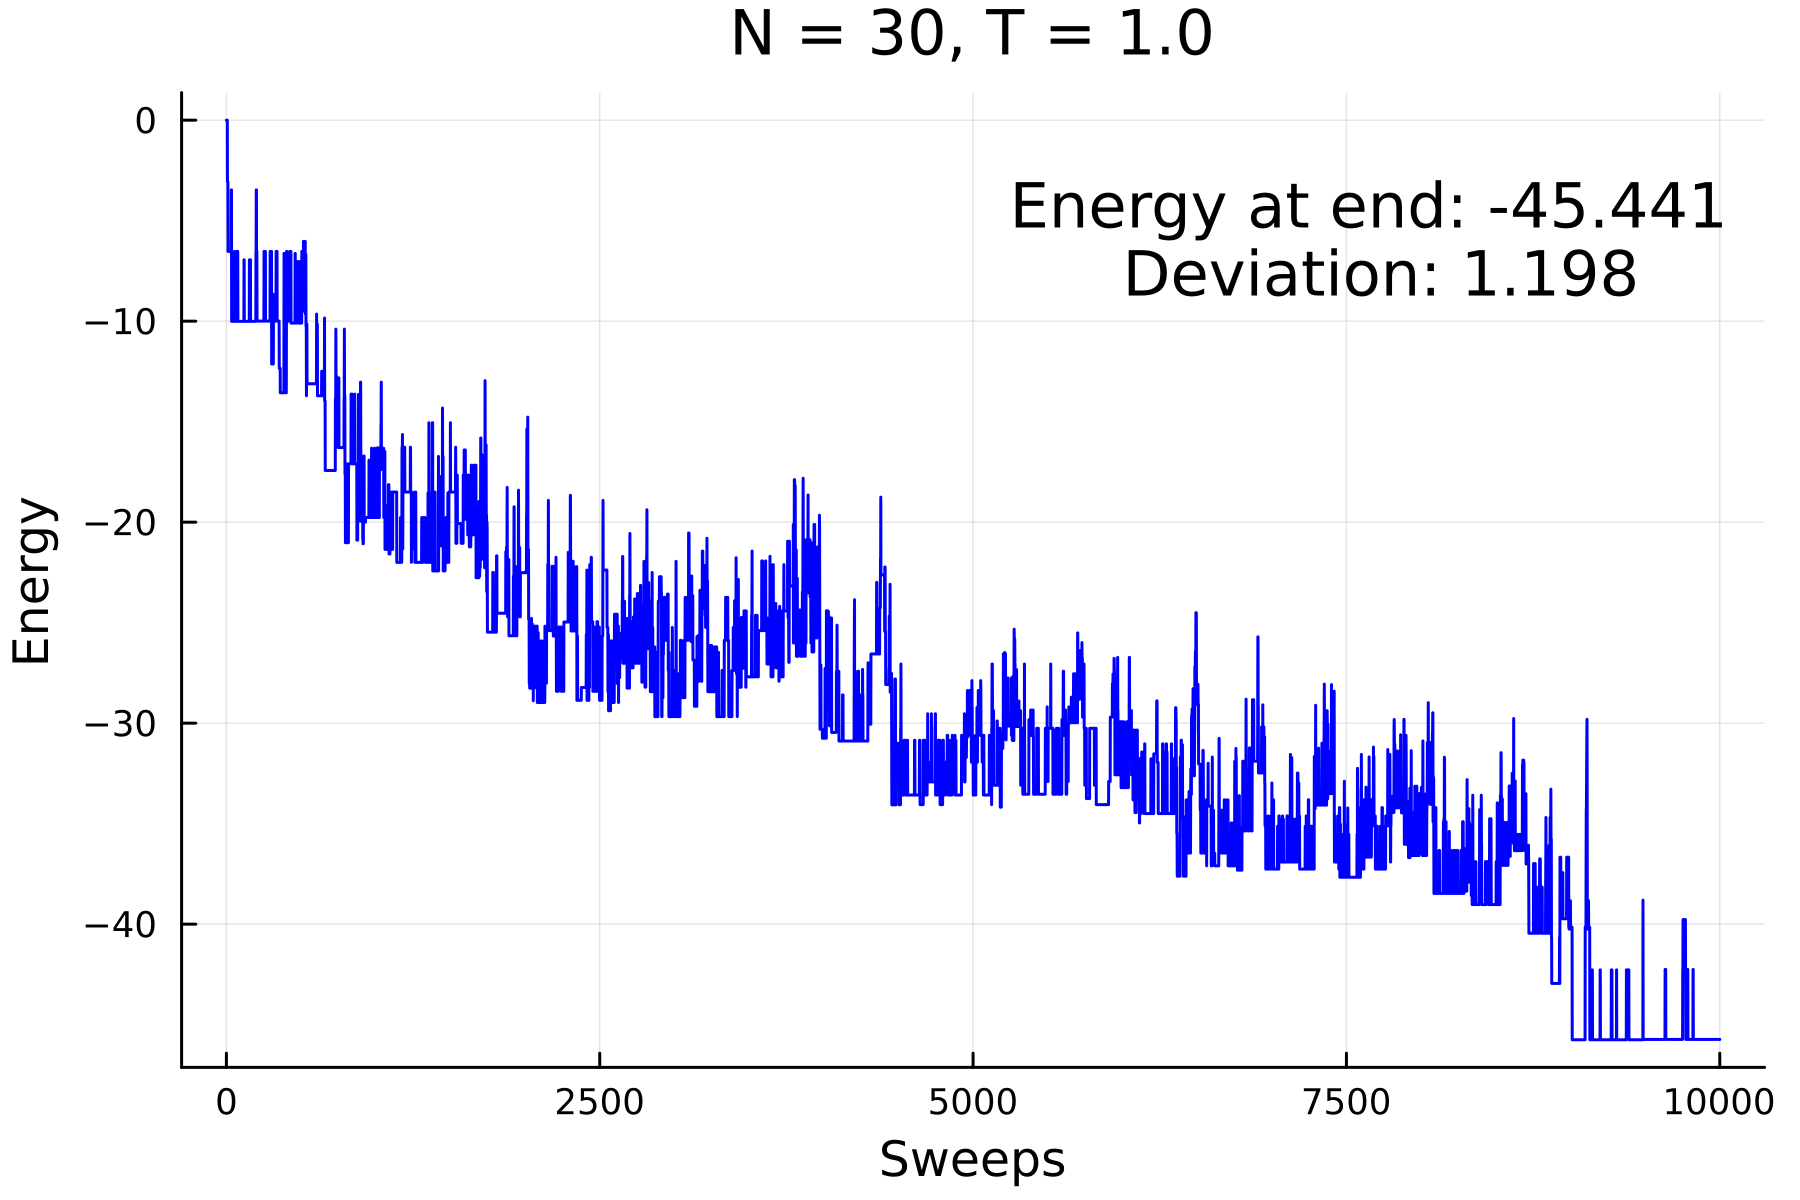 N = 30, T = 1.0
Energy at end: -45.441
Deviation: 1.198
Energy
0
−10
−20
−30
−40
0 2500 5000 7500 10000
Sweeps